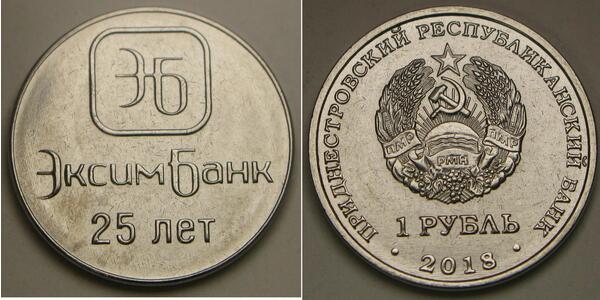 ЭБ
ЭксимБанк
25 лет
ПРИДНЕСТРОВСКИЙ РЕСПУБЛИКАНСКИЙ БАНК
ПМР
ПМР
РМН
1 РУБЛЬ
· 2018 ·